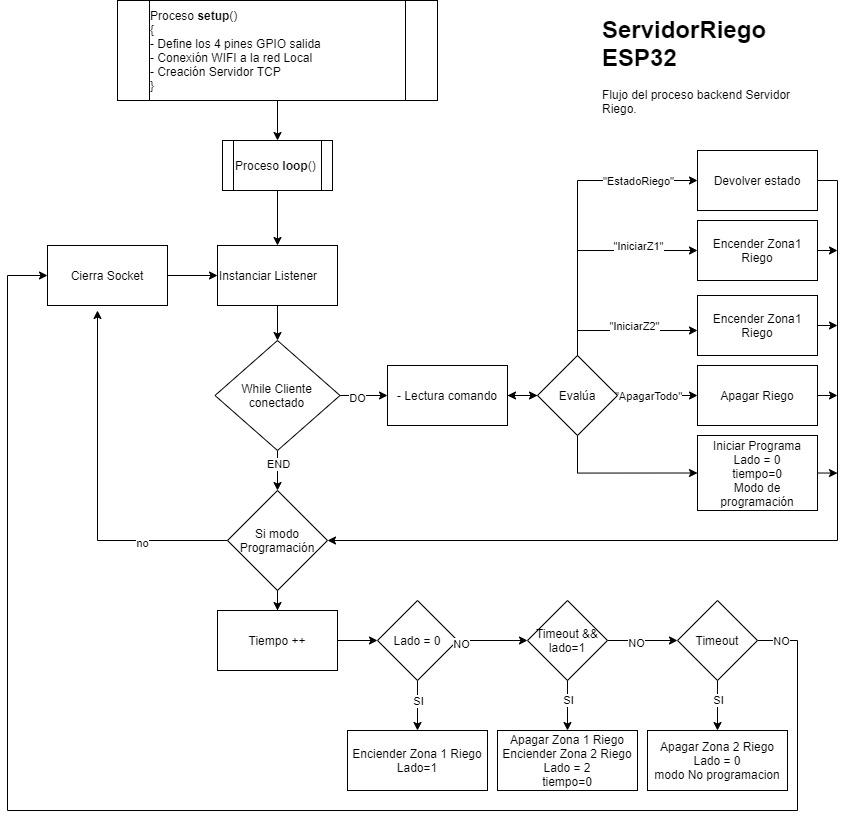 Proceso setup()
{
- Define los 4 pines GPIO salida
- Conexión WIFI a la red Local
- Creación Servidor TCP
}
ServidorRiego
ESP32
Flujo del proceso backend Servidor
Riego.
Proceso loop()
"EstadoRiego"
Devolver estado
"IniciarZ1"
Encender Zona1
Riego
Cierra Socket
Instanciar Listener
"IniciarZ2"
Encender Zona1
Riego
While Cliente
conectado
DO
- Lectura comando
Evalúa
"ApagarTodo"
Apagar Riego
Iniciar Programa
Lado = 0
tiempo=0
Modo de
programación
END
Si modo
Programación
no
Tiempo ++
Lado = 0
NO
Timeout &&
lado=1
NO
Timeout
NO
SI
SI
SI
Enciender Zona 1 Riego
Lado=1
Apagar Zona 1 Riego
Enciender Zona 2 Riego
Lado = 2
tiempo=0
Apagar Zona 2 Riego
Lado = 0
modo No programacion